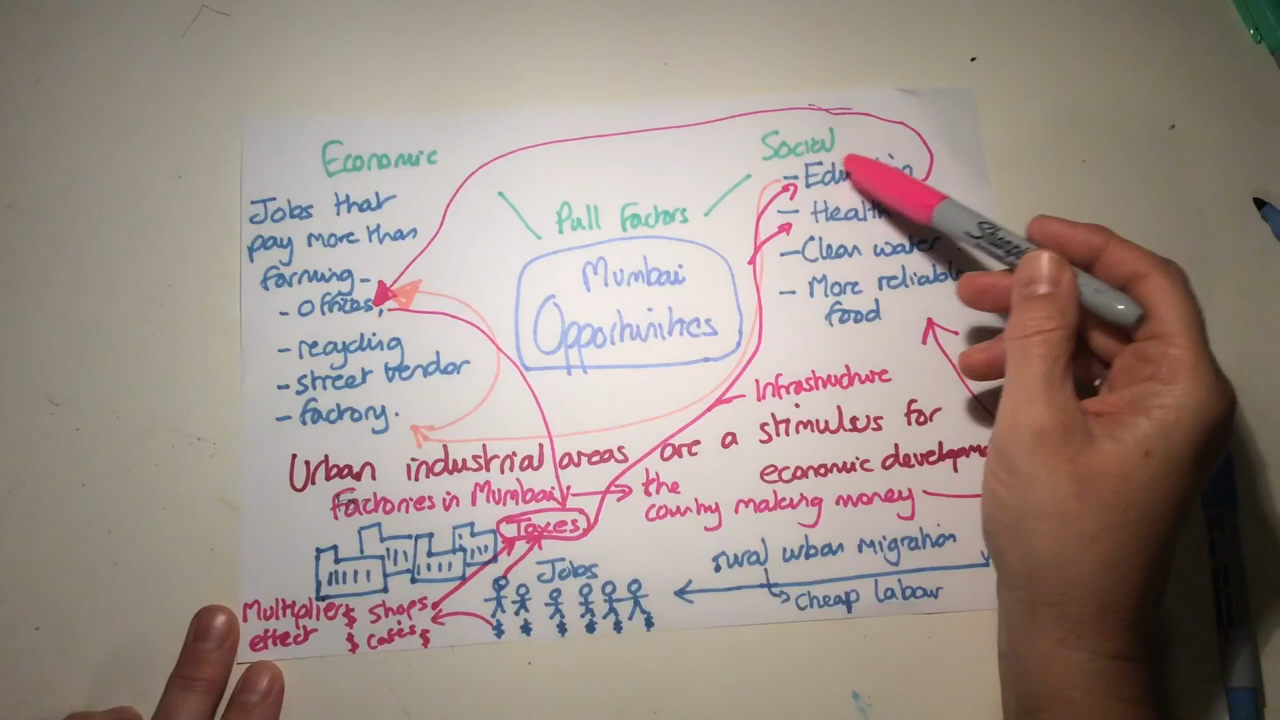 Economic
Social
Jobs that
pay more than
farming -
- offices,
- recycling
- street vendor
- factory.
Pull Factors
Mumbai
Opportunities
- Health
- Clean water
- More reliable
food
Infrastructure
Urban industrial areas are a stimulus for
economic
Factories in Mumbai
the
country making money
Taxes
Jobs
rural urban migration
cheap labour
Multiplier $ shops
effect $ cafes $
Sharpie